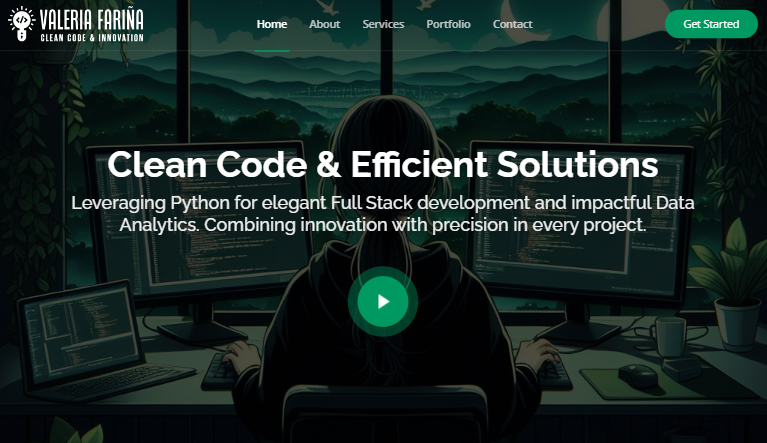 VALERIA FARIÑA
CLEAN CODE & INNOVATION
Home About Services Portfolio Contact
Get Started
Clean Code & Efficient Solutions
Leveraging Python for elegant Full Stack development and impactful Data
Analytics. Combining innovation with precision in every project.